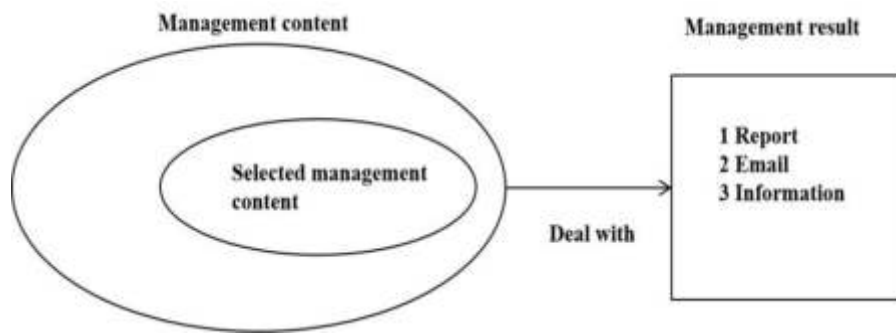 Management content
Management result
Selected management
content
Deal with
1 Report
2 Email
3 Information